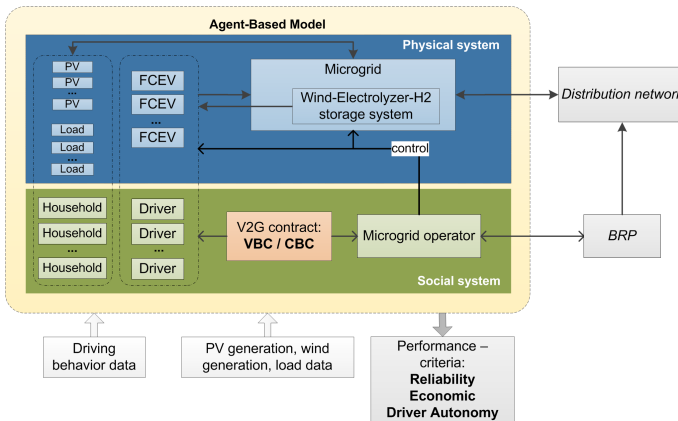 Agent-Based Model
Physical system
PV
PV
...
PV
Load
Load
...
Load
FCEV
FCEV
...
FCEV
Microgrid
Wind-Electrolyzer-H2
storage system
control
Distribution network
Household
Household
...
Household
Driver
Driver
...
Driver
V2G contract:
VBC / CBC
Microgrid operator
BRP
Social system
Driving
behavior data
PV generation, wind
generation, load data
Performance –
criteria:
Reliability
Economic
Driver Autonomy